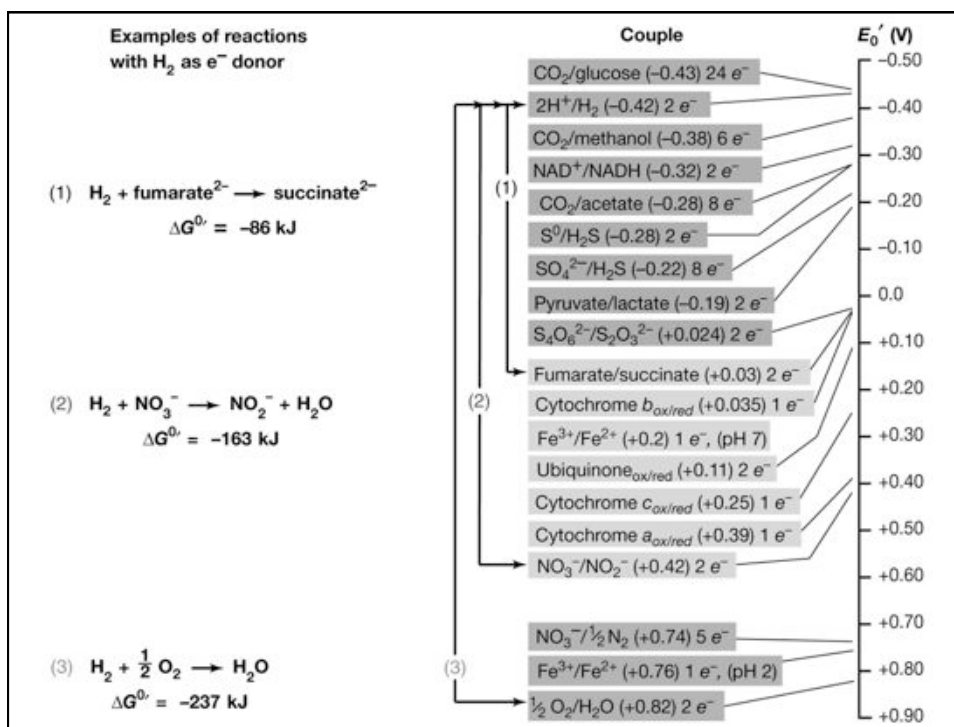 Examples of reactions
with H₂ as e⁻ donor
(1) H₂ + fumarate²⁻ → succinate²⁻
ΔG⁰′ = −86 kJ
(2) H₂ + NO₃⁻ → NO₂⁻ + H₂O
ΔG⁰′ = −163 kJ
(3) H₂ + ½ O₂ → H₂O
ΔG⁰′ = −237 kJ
(1)
(2)
(3)
Couple
CO₂/glucose (−0.43) 24 e⁻
2H⁺/H₂ (−0.42) 2 e⁻
CO₂/methanol (−0.38) 6 e⁻
NAD⁺/NADH (−0.32) 2 e⁻
CO₂/acetate (−0.28) 8 e⁻
S⁰/H₂S (−0.28) 2 e⁻
SO₄²⁻/H₂S (−0.22) 8 e⁻
Pyruvate/lactate (−0.19) 2 e⁻
S₄O₆²⁻/S₂O₃²⁻ (+0.024) 2 e⁻
Fumarate/succinate (+0.03) 2 e⁻
Cytochrome b ox/red (+0.035) 1 e⁻
Fe³⁺/Fe²⁺ (+0.2) 1 e⁻, (pH 7)
Ubiquinone ox/red (+0.11) 2 e⁻
Cytochrome c ox/red (+0.25) 1 e⁻
Cytochrome a ox/red (+0.39) 1 e⁻
NO₃⁻/NO₂⁻ (+0.42) 2 e⁻
NO₃⁻/½ N₂ (+0.74) 5 e⁻
Fe³⁺/Fe²⁺ (+0.76) 1 e⁻, (pH 2)
½ O₂/H₂O (+0.82) 2 e⁻
E₀′ (V)
−0.50
−0.40
−0.30
−0.20
−0.10
0.0
+0.10
+0.20
+0.30
+0.40
+0.50
+0.60
+0.70
+0.80
+0.90